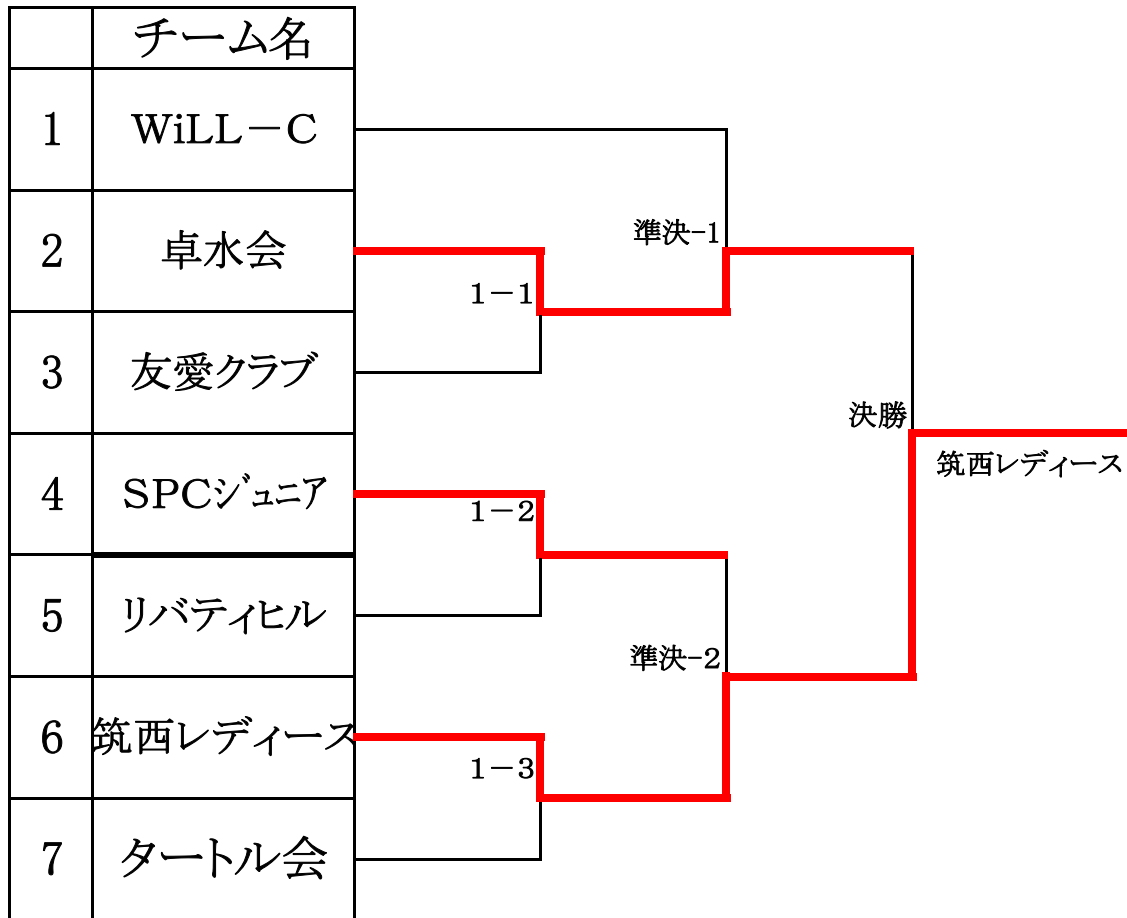 チーム名
1 WiLL－C
2 卓水会
3 友愛クラブ
4 SPCｼﾞｭニア
5 リバティヒル
6 筑西レディース
7 タートル会
1－1
1－2
1－3
準決-1
準決-2
決勝
筑西レディース